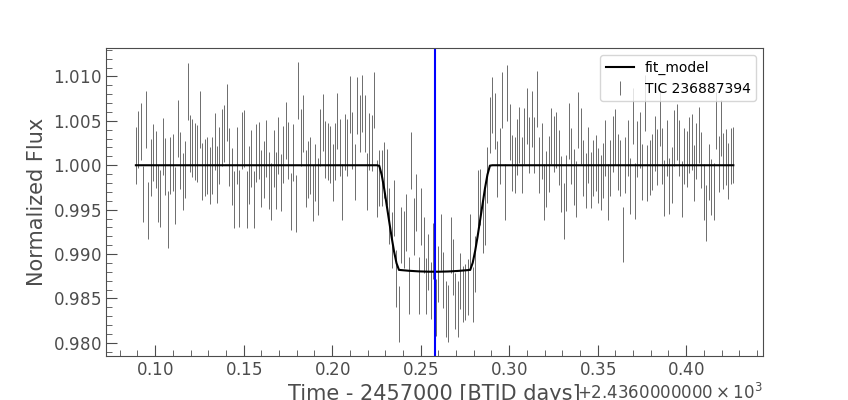 fit_model
TIC 236887394
1.010
1.005
1.000
0.995
0.990
0.985
0.980
Normalized Flux
0.10 0.15 0.20 0.25 0.30 0.35 0.40
Time - 2457000 [BTJD days]
+2.4360000000 × 10³